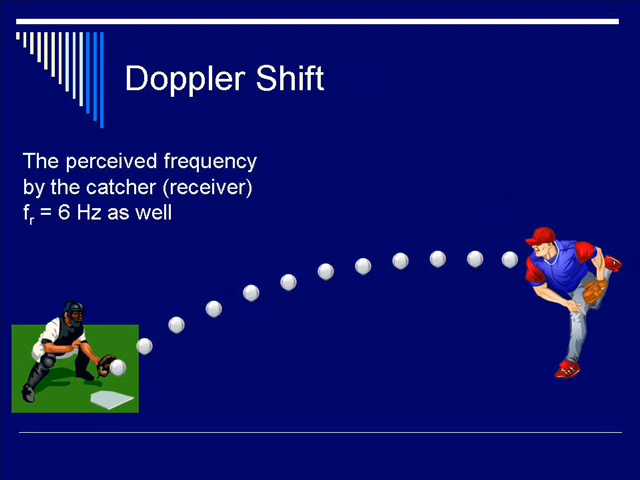 Doppler Shift
The perceived frequency
by the catcher (receiver)
fr = 6 Hz as well